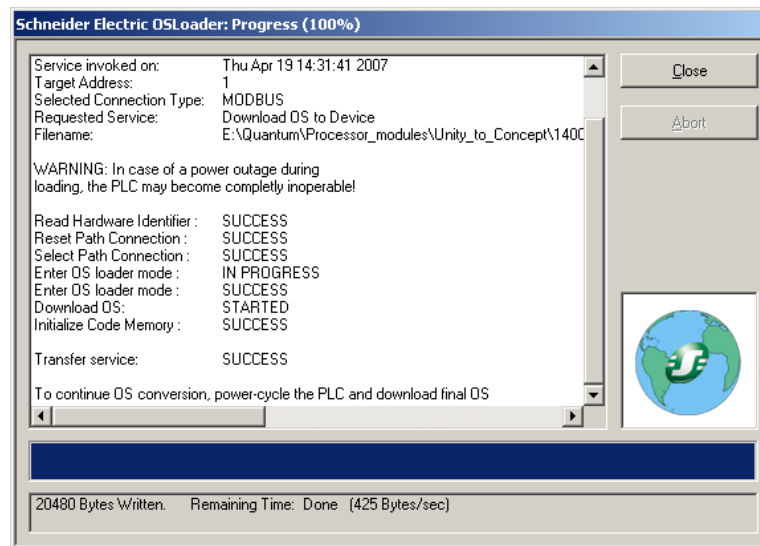 Schneider Electric OSLoader: Progress (100%)
Service invoked on: Thu Apr 19 14:31:41 2007
Target Address: 1
Selected Connection Type: MODBUS
Requested Service: Download OS to Device
Filename: E:\Quantum\Processor_modules\Unity_to_Concept\140C
WARNING: In case of a power outage during
loading, the PLC may become completly inoperable!
Read Hardware Identifier : SUCCESS
Reset Path Connection : SUCCESS
Select Path Connection : SUCCESS
Enter OS loader mode : IN PROGRESS
Enter OS loader mode : SUCCESS
Download OS: STARTED
Initialize Code Memory : SUCCESS
Transfer service: SUCCESS
To continue OS conversion, power-cycle the PLC and download final OS
Close
Abort
20480 Bytes Written. Remaining Time: Done (425 Bytes/sec)